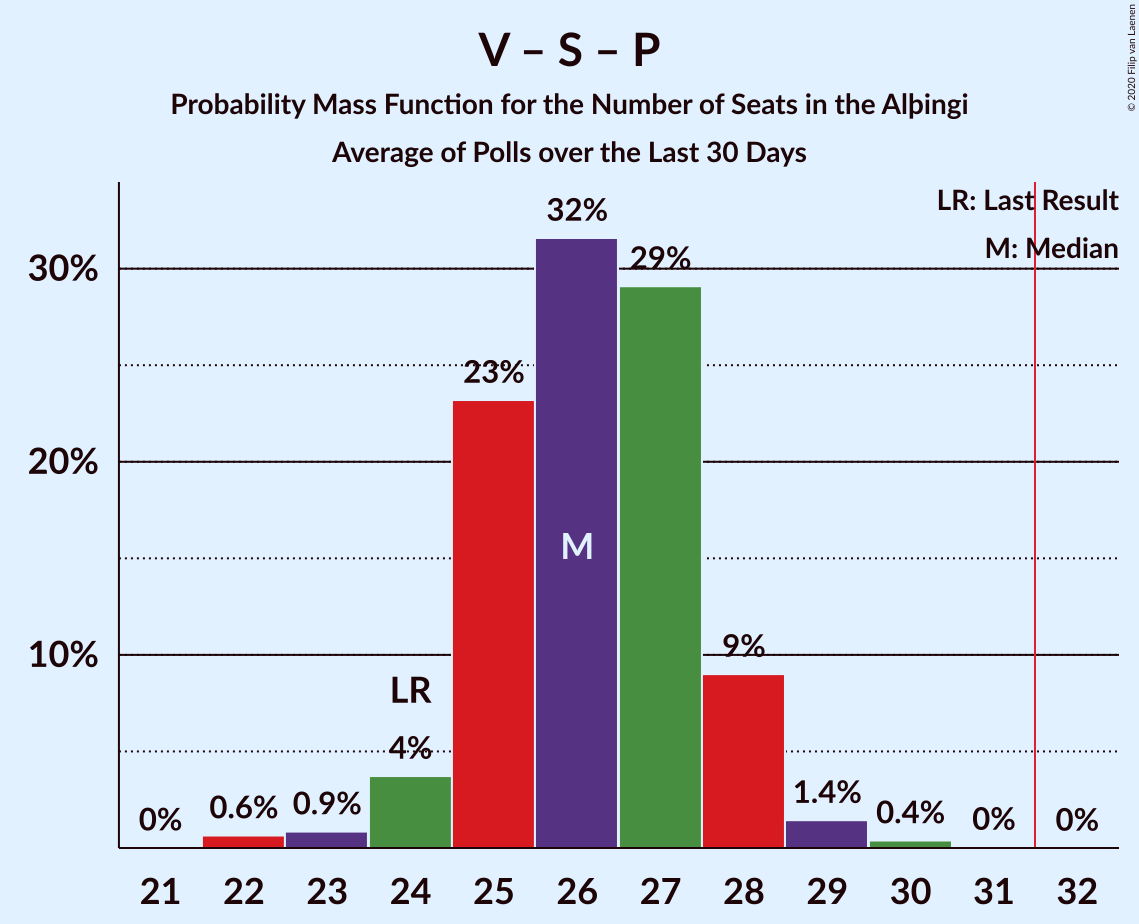 V – S – P
Probability Mass Function for the Number of Seats in the Alþingi
Average of Polls over the Last 30 Days
© 2020 Filip van Laenen
LR: Last Result
M: Median
30%
20%
10%
0%
0.6%
0.9%
LR
4%
23%
32%
M
29%
9%
1.4%
0.4%
0%
0%
21 22 23 24 25 26 27 28 29 30 31 32